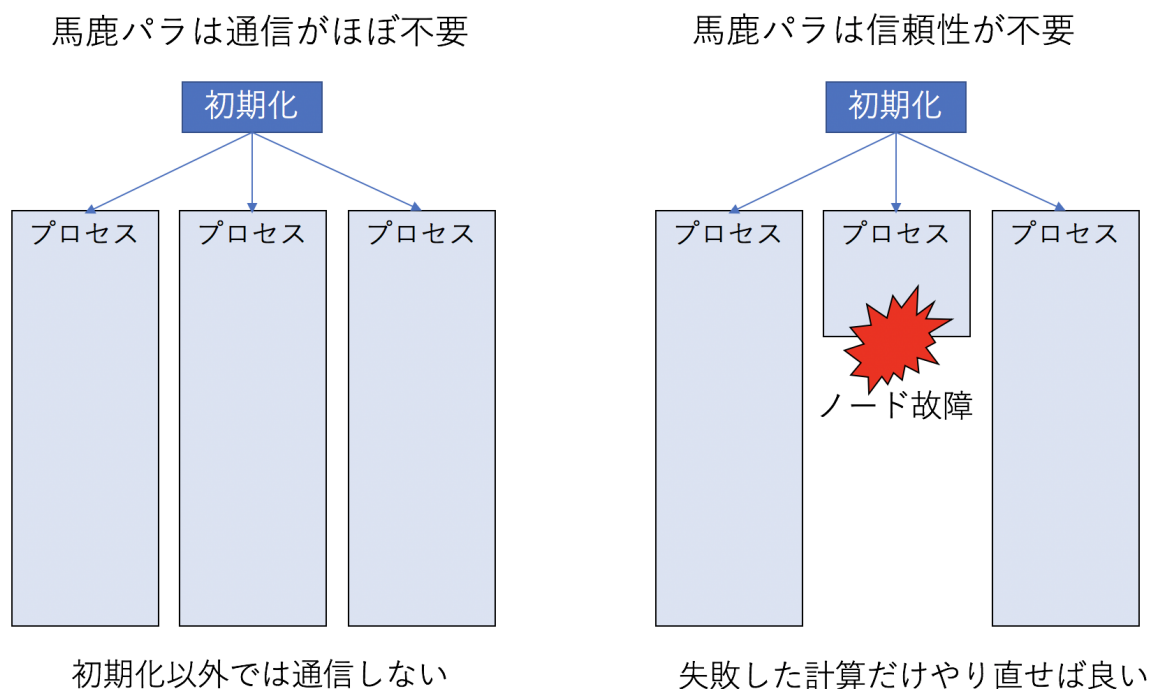 馬鹿パラは通信がほぼ不要
初期化
プロセス
プロセス
プロセス
初期化以外では通信しない
馬鹿パラは信頼性が不要
初期化
プロセス
プロセス
プロセス
ノード故障
失敗した計算だけやり直せば良い